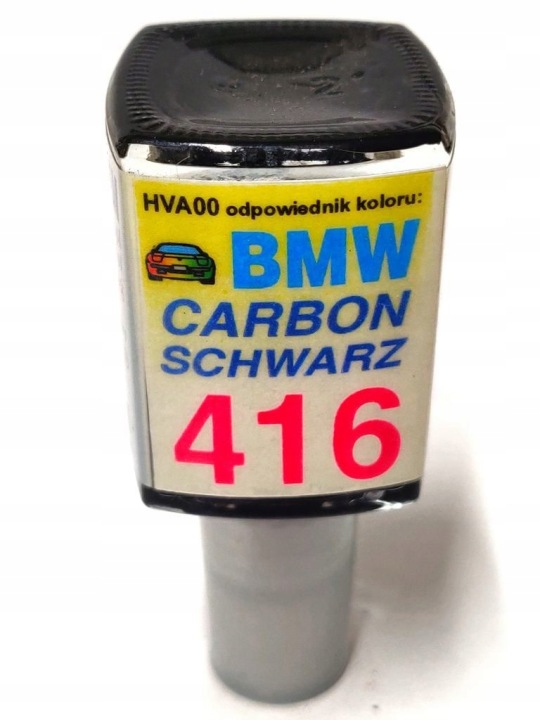 HVA00 odpowiednik koloru:
BMW
CARBON
SCHWARZ
416